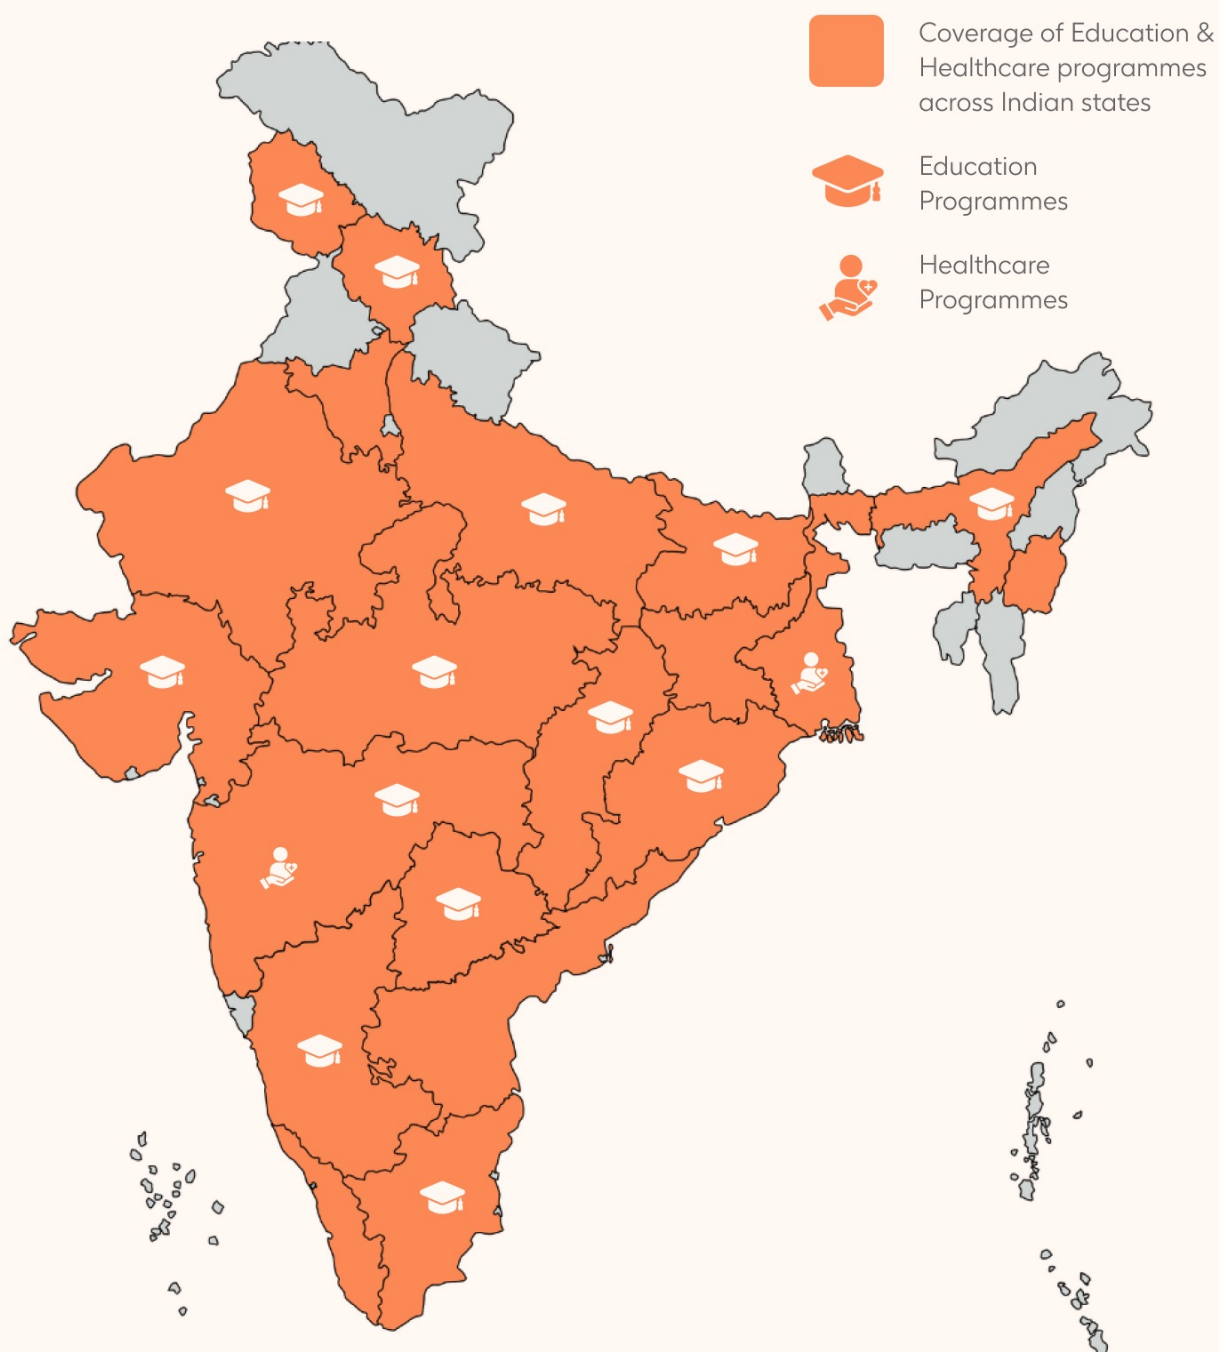 Coverage of Education &
Healthcare programmes
across Indian states
Education
Programmes
Healthcare
Programmes